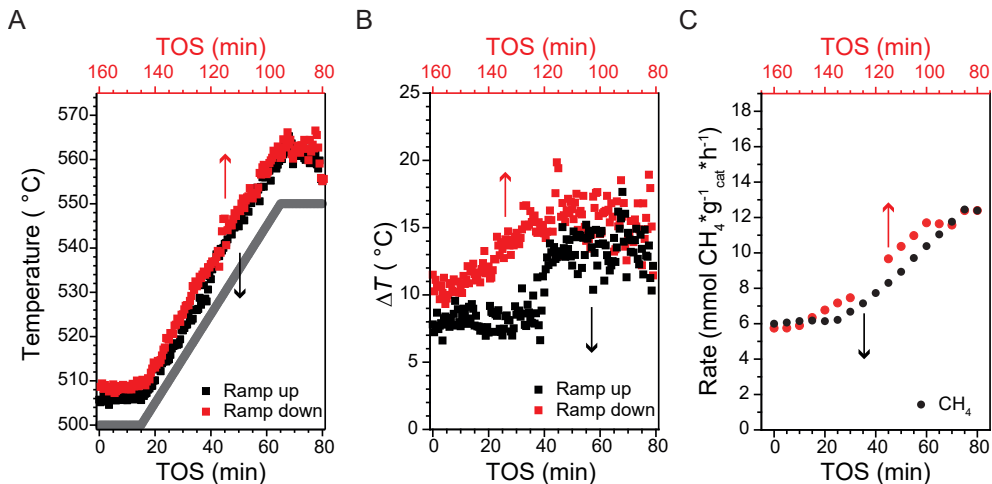 A
TOS (min)
160 140 120 100 80
570
560
550
540
530
520
510
500
Temperature ( °C)
Ramp up
Ramp down
0 20 40 60 80
TOS (min)
B
TOS (min)
160 140 120 100 80
25
20
15
10
5
0
ΔT (°C)
Ramp up
Ramp down
0 20 40 60 80
TOS (min)
C
TOS (min)
160 140 120 100 80
18
16
14
12
10
8
6
4
2
0
Rate (mmol CH₄*g⁻¹cat*h⁻¹)
CH₄
0 20 40 60 80
TOS (min)